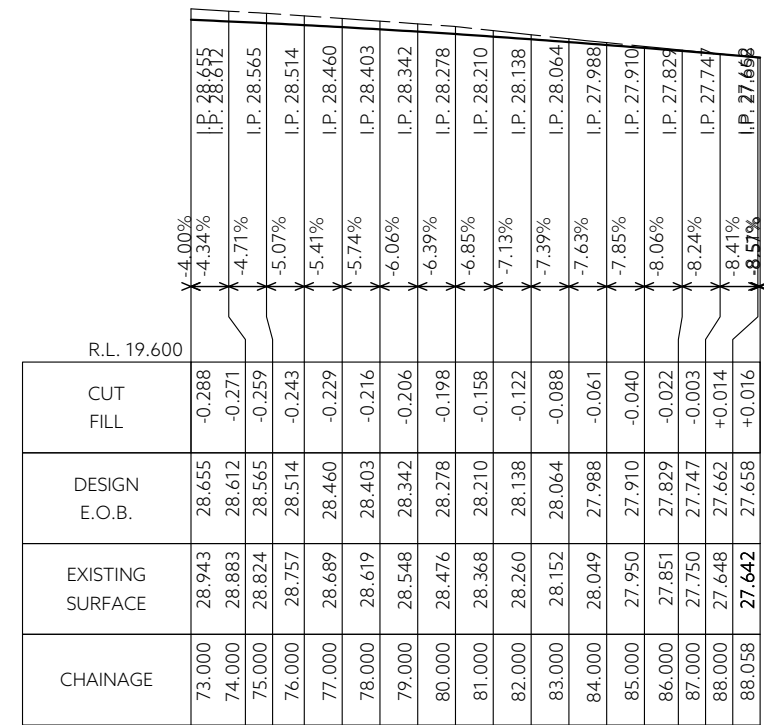 I.P. 28.655
I.P. 28.612
I.P. 28.565
I.P. 28.514
I.P. 28.460
I.P. 28.403
I.P. 28.342
I.P. 28.278
I.P. 28.210
I.P. 28.138
I.P. 28.064
I.P. 27.988
I.P. 27.910
I.P. 27.829
I.P. 27.747
I.P.
-4.00%
-4.34%
-4.71%
-5.07%
-5.41%
-5.74%
-6.06%
-6.39%
-6.85%
-7.13%
-7.39%
-7.63%
-7.85%
-8.06%
-8.24%
-8.41%
-8.57%
R.L. 19.600
CUT
FILL
-0.288 -0.271 -0.259 -0.243 -0.229 -0.216 -0.206 -0.198 -0.158 -0.122 -0.088 -0.061 -0.040 -0.022 -0.003 +0.014 +0.016
DESIGN
E.O.B.
28.655 28.612 28.565 28.514 28.460 28.403 28.342 28.278 28.210 28.138 28.064 27.988 27.910 27.829 27.747 27.662 27.658
EXISTING
SURFACE
28.943 28.883 28.824 28.757 28.689 28.619 28.548 28.476 28.368 28.260 28.152 28.049 27.950 27.851 27.750 27.648 27.642
CHAINAGE
73.000 74.000 75.000 76.000 77.000 78.000 79.000 80.000 81.000 82.000 83.000 84.000 85.000 86.000 87.000 88.000 88.058